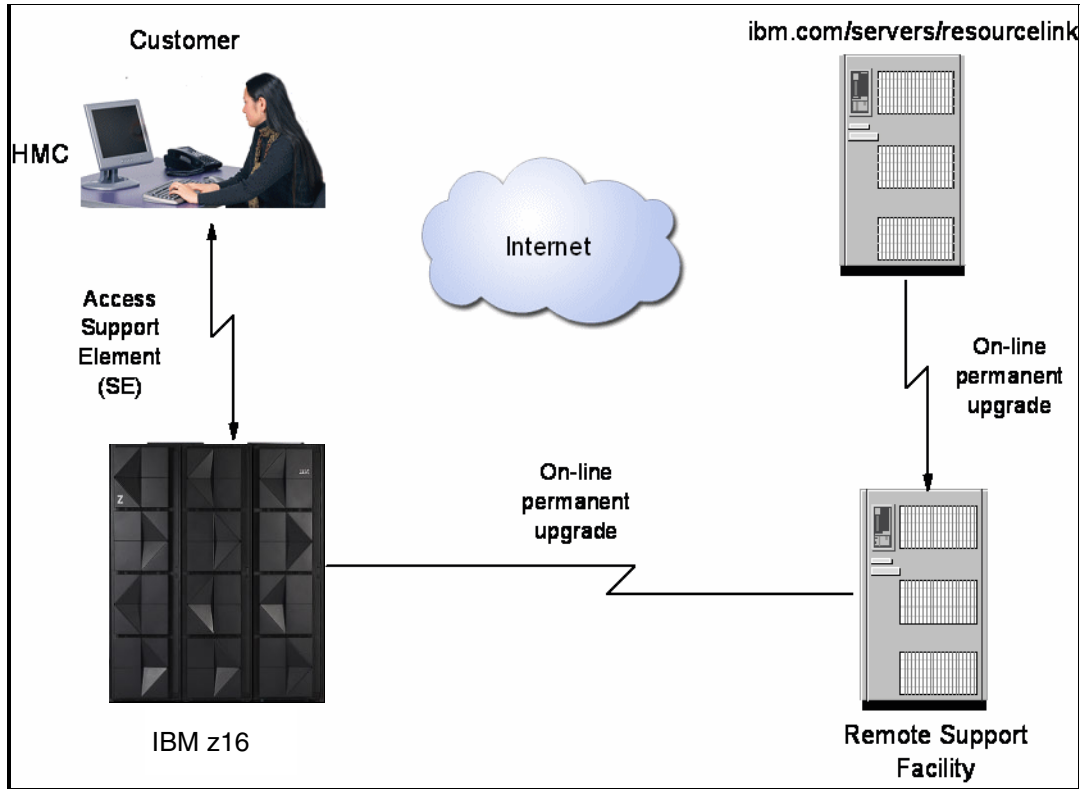 Customer
ibm.com/servers/resourcelink
HMC
Internet
Access
Support
Element
(SE)
On-line
permanent
upgrade
On-line
permanent
upgrade
Z
IBM z16
Remote Support
Facility